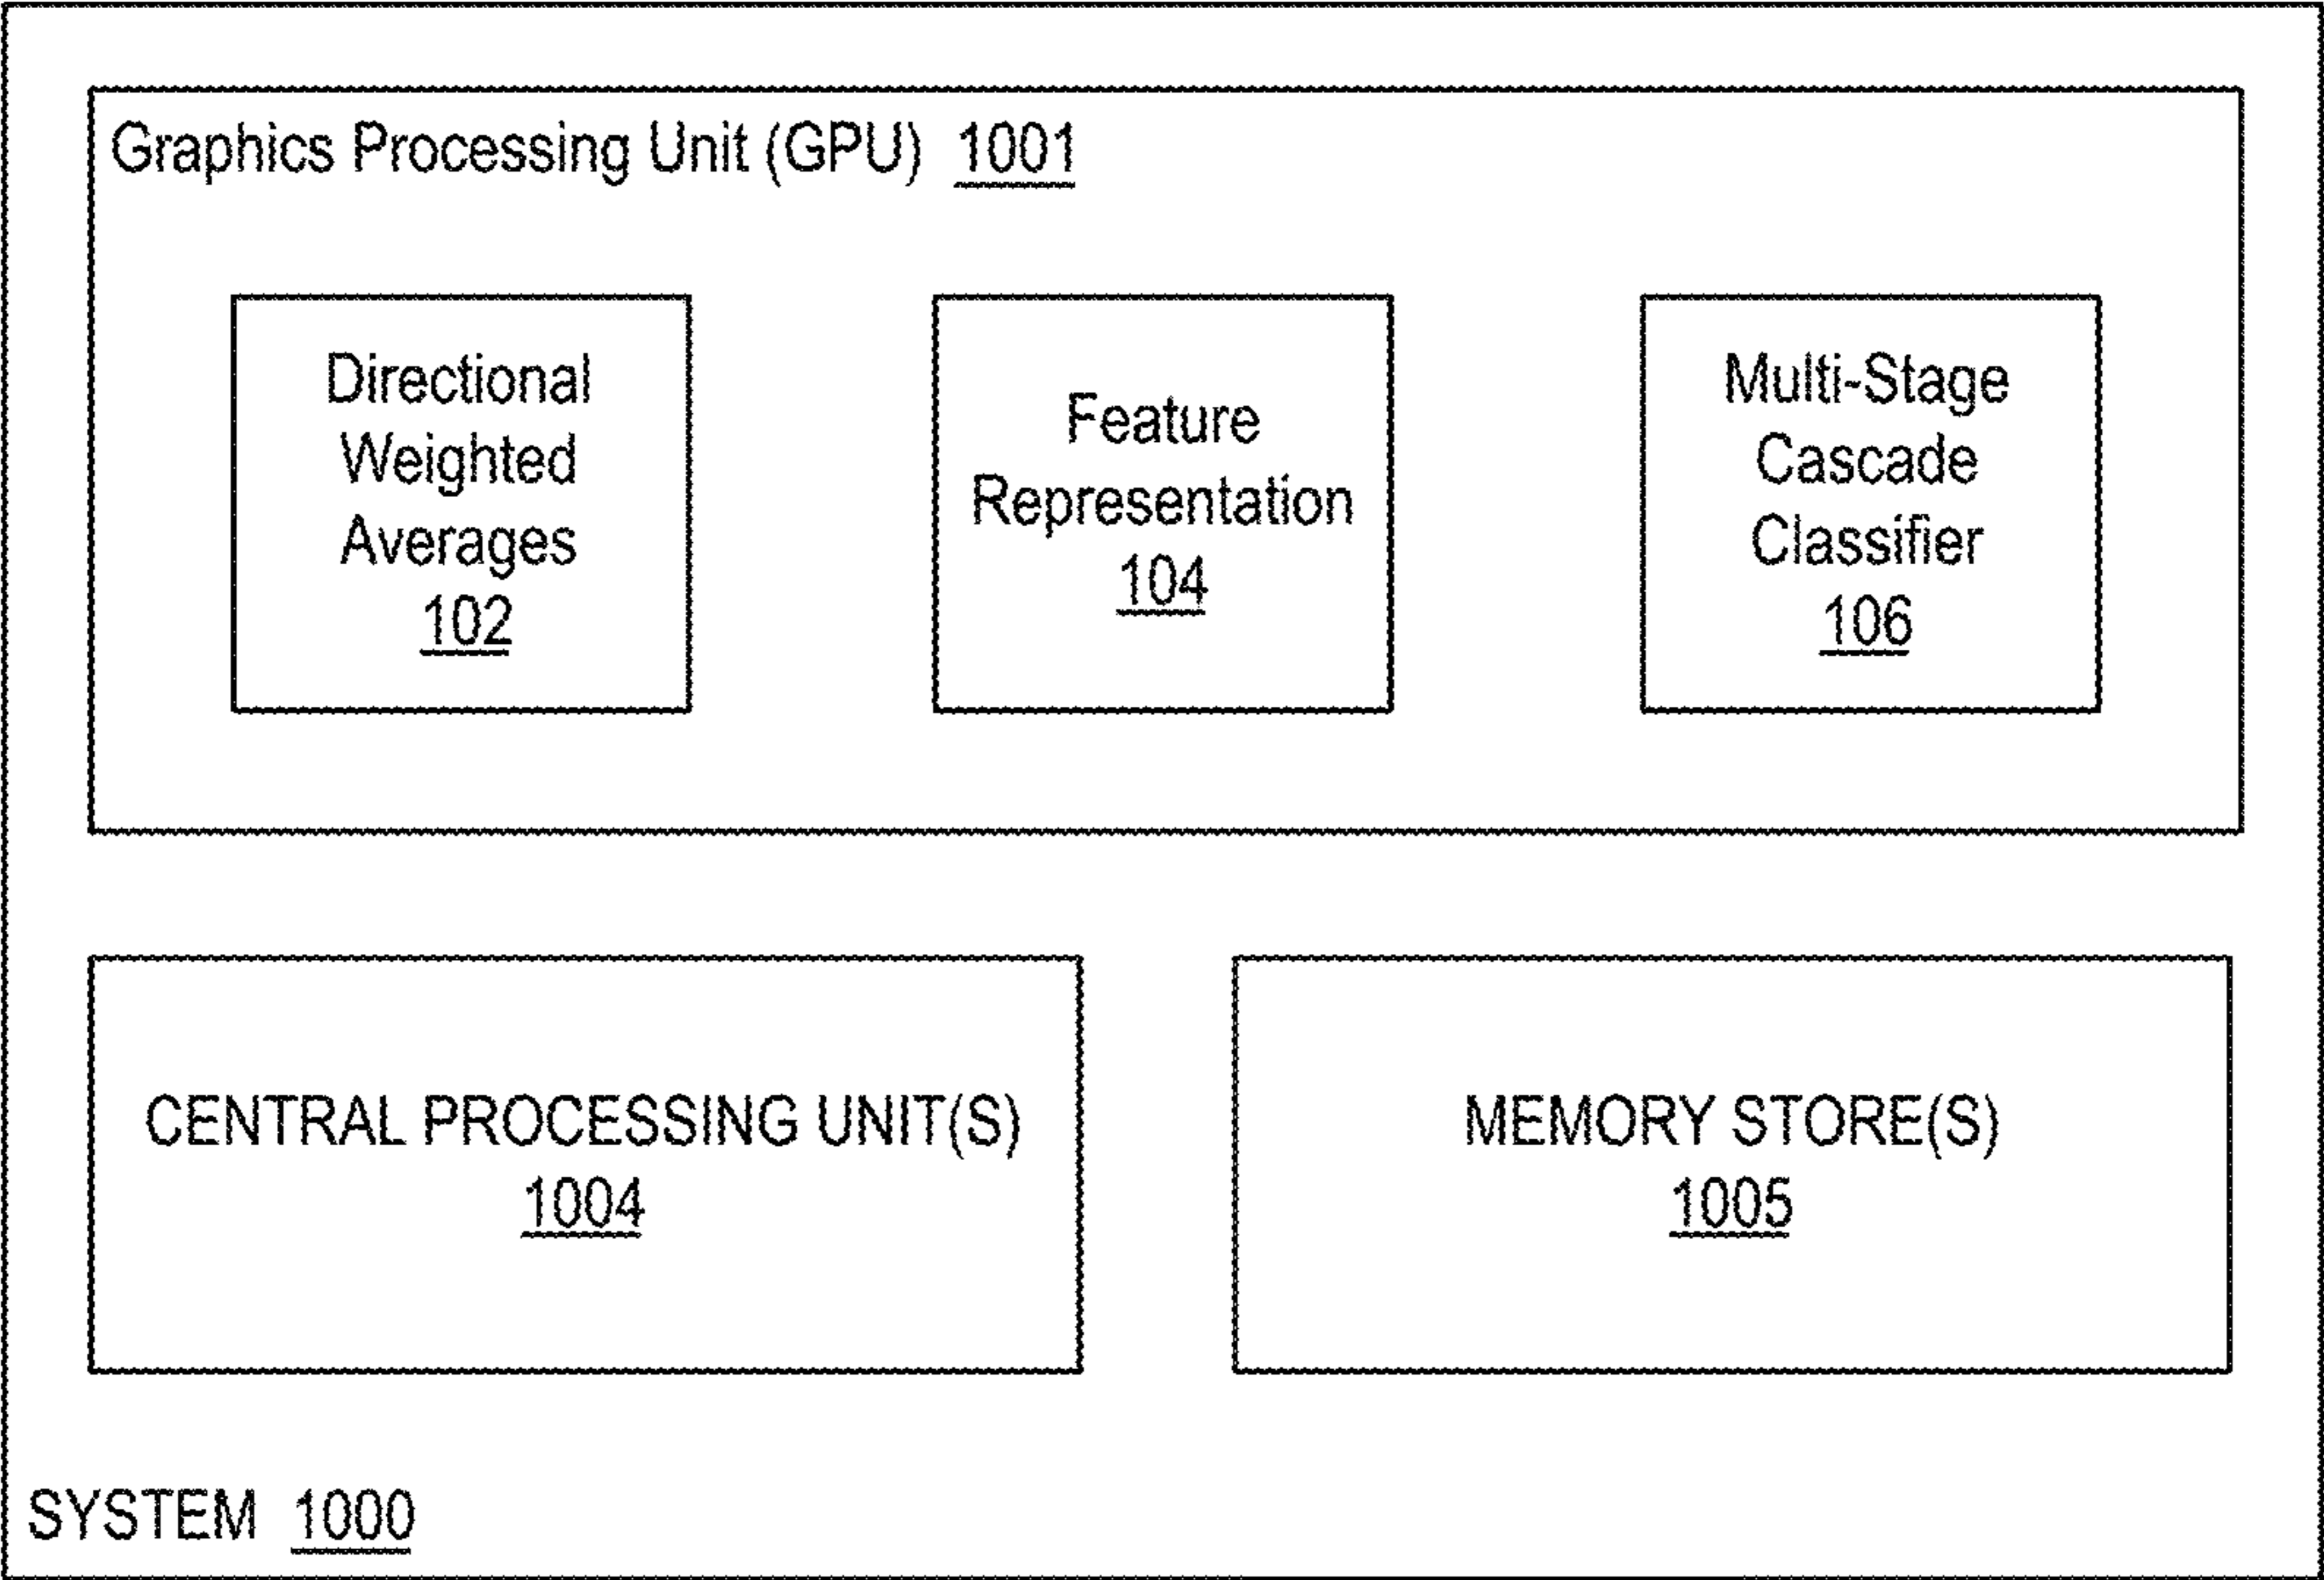 Graphics Processing Unit (GPU) 1001
Directional
Weighted
Averages
102
Feature
Representation
104
Multi-Stage
Cascade
Classifier
106
CENTRAL PROCESSING UNIT(S)
1004
MEMORY STORE(S)
1005
SYSTEM 1000